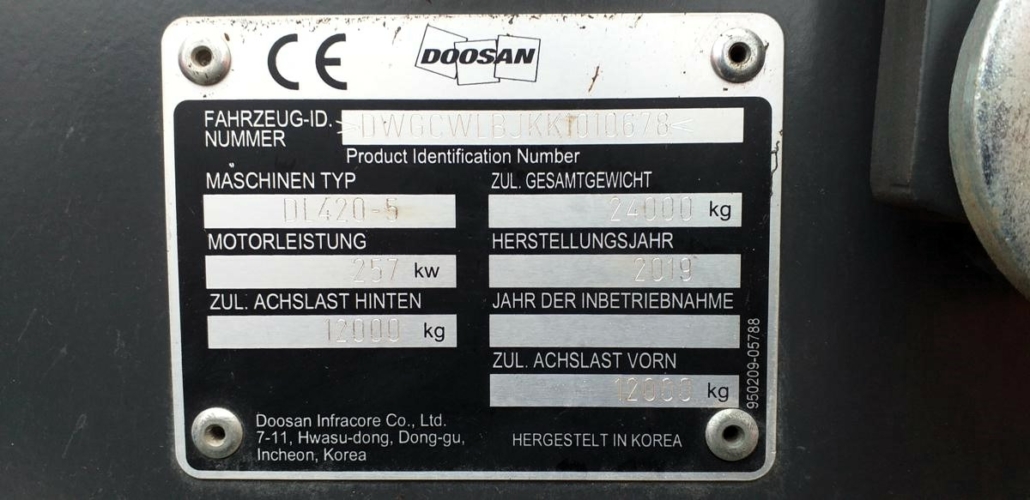 CE DOOSAN
FAHRZEUG-ID. >DWGCWLBJKK1010678<
NUMMER
Product Identification Number
MASCHINEN TYP ZUL. GESAMTGEWICHT
DL420-5 24000 kg
MOTORLEISTUNG HERSTELLUNGSJAHR
257 kw 2019
ZUL. ACHSLAST HINTEN JAHR DER INBETRIEBNAHME
12000 kg
ZUL. ACHSLAST VORN
12000 kg
950209-05788
Doosan Infracore Co., Ltd.
7-11, Hwasu-dong, Dong-gu, HERGESTELT IN KOREA
Incheon, Korea